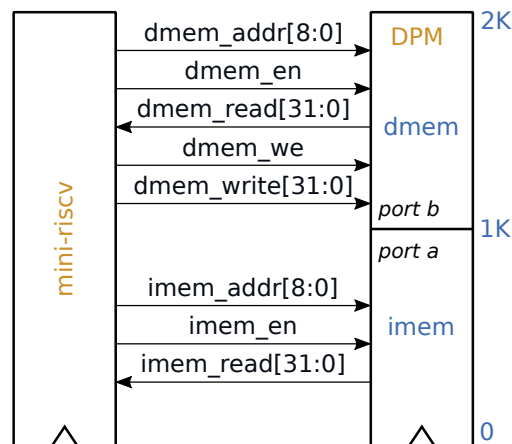 dmem_addr[8:0]
dmem_en
dmem_read[31:0]
dmem_we
dmem_write[31:0]
mini-riscv
imem_addr[8:0]
imem_en
imem_read[31:0]
DPM
dmem
port b
port a
imem
2K
1K
0